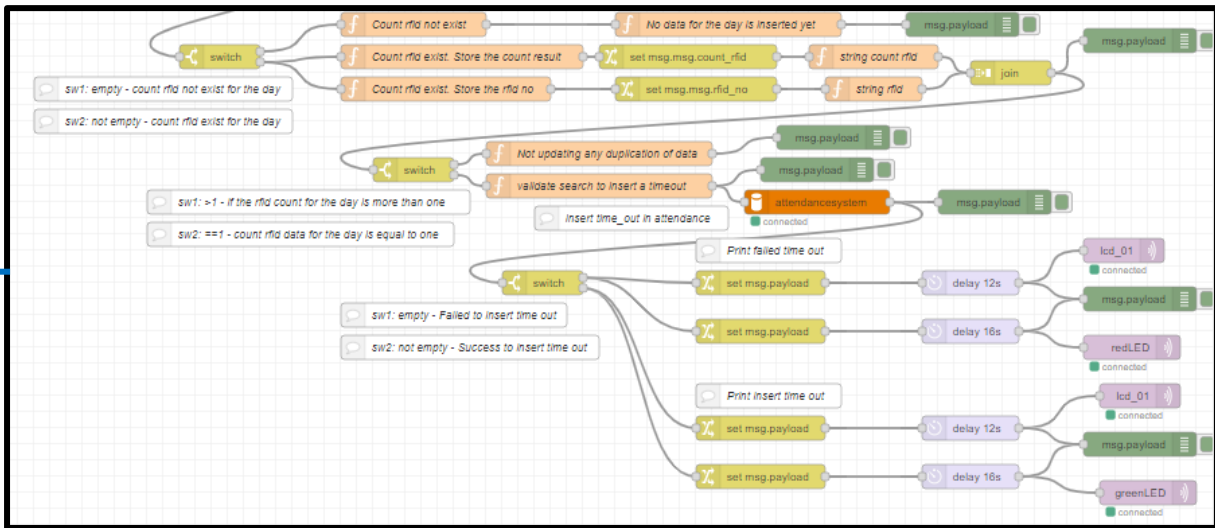 Count rfid not exist
No data for the day is inserted yet
msg.payload
msg.payload
switch
Count rfid exist. Store the count result
set msg.msg.count_rfid
string count rfid
join
sw1: empty - count rfid not exist for the day
Count rfid exist. Store the rfid no
set msg.msg.rfid_no
string rfid
sw2: not empty - count rfid exist for the day
Not updating any duplication of data
msg.payload
switch
validate search to insert a timeout
msg.payload
sw1: >1 - if the rfid count for the day is more than one
attendancesystem
msg.payload
connected
Insert time_out in attendance
sw2: ==1 - count rfid data for the day is equal to one
Print failed time out
lcd_01
connected
switch
set msg.payload
delay 12s
msg.payload
sw1: empty - Failed to insert time out
set msg.payload
delay 16s
sw2: not empty - Success to insert time out
redLED
connected
Print insert time out
lcd_01
connected
set msg.payload
delay 12s
msg.payload
set msg.payload
delay 16s
greenLED
connected